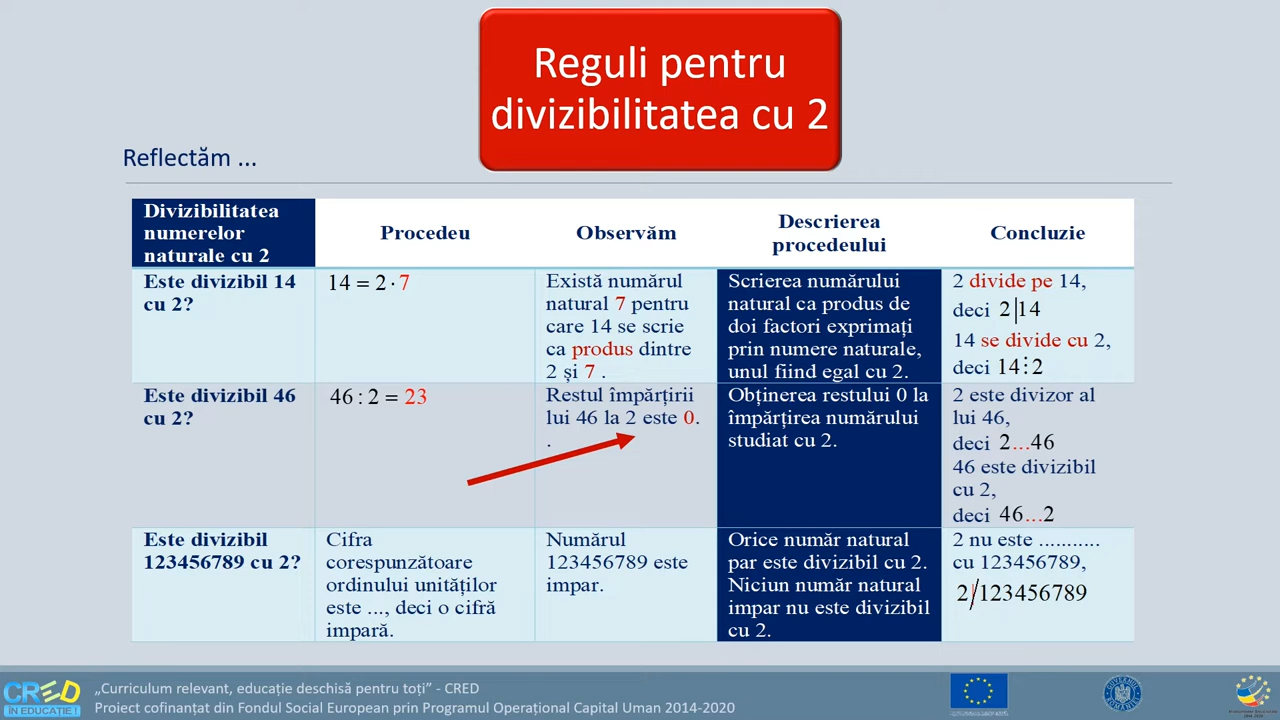 Reguli pentru
divizibilitatea cu 2
Reflectăm ...
Divizibilitatea
numerelor
naturale cu 2
Procedeu
Observăm
Descrierea
procedeului
Concluzie
Este divizibil 14
cu 2?
14 = 2 · 7
Există numărul
natural 7 pentru
care 14 se scrie
ca produs dintre
2 și 7 .
Scrierea numărului
natural ca produs de
doi factori exprimați
prin numere naturale,
unul fiind egal cu 2.
2 divide pe 14,
deci 2|14
14 se divide cu 2,
deci 14⋮2
Este divizibil 46
cu 2?
46 : 2 = 23
Restul împărțirii
lui 46 la 2 este 0.
.
Obținerea restului 0 la
împărțirea numărului
studiat cu 2.
2 este divizor al
lui 46,
deci 2...46
46 este divizibil
cu 2,
deci 46...2
Este divizibil
123456789 cu 2?
Cifra
corespunzătoare
ordinului unităților
este ..., deci o cifră
impară.
Numărul
123456789 este
impar.
Orice număr natural
par este divizibil cu 2.
Niciun număr natural
impar nu este divizibil
cu 2.
2 nu este ...........
cu 123456789,
2∤123456789
CRED
ÎN EDUCAȚIE !
„Curriculum relevant, educație deschisă pentru toți” - CRED
Proiect cofinanțat din Fondul Social European prin Programul Operațional Capital Uman 2014-2020